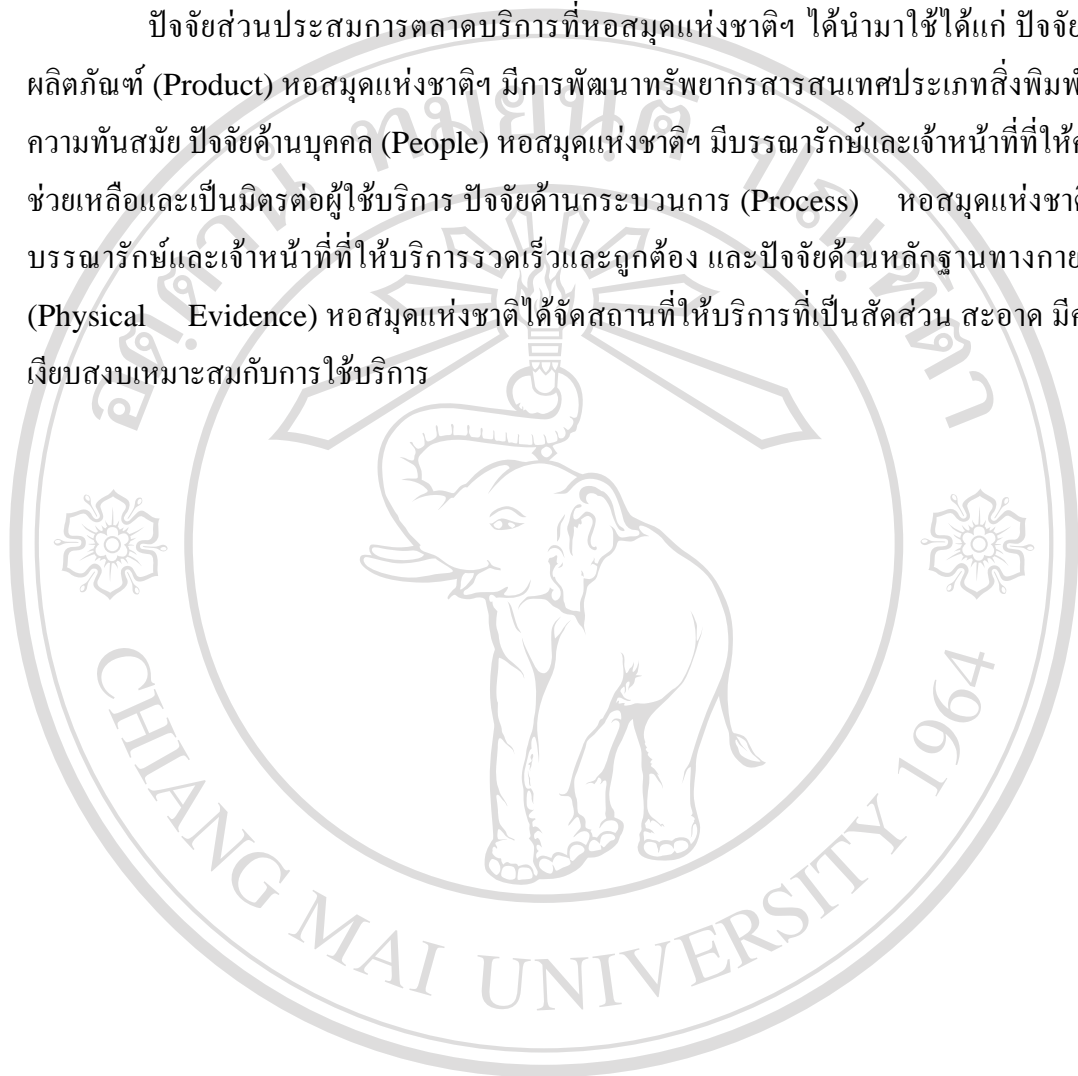 ปัจจัยส่วนประสมการตลาดบริการที่หอสมุดแห่งชาติฯ ได้นำมาใช้ได้แก่ ปัจจัย
ผลิตภัณฑ์ (Product) หอสมุดแห่งชาติฯ มีการพัฒนาทรัพยากรสารสนเทศประเภทสิ่งพิมพ์
ความทันสมัย ปัจจัยด้านบุคคล (People) หอสมุดแห่งชาติฯ มีบรรณารักษ์และเจ้าหน้าที่ที่ให้
ช่วยเหลือและเป็นมิตรต่อผู้ใช้บริการ ปัจจัยด้านกระบวนการ (Process) หอสมุดแห่งชาติ
บรรณารักษ์และเจ้าหน้าที่ที่ให้บริการรวดเร็วและถูกต้อง และปัจจัยด้านหลักฐานทางกาย
(Physical Evidence) หอสมุดแห่งชาติได้จัดสถานที่ให้บริการที่เป็นสัดส่วน สะอาด มี
เงียบสงบเหมาะสมกับการใช้บริการ
อตฺตานํ ทมยนฺติ ปณฺฑิตา
CHIANG MAI UNIVERSITY 1964